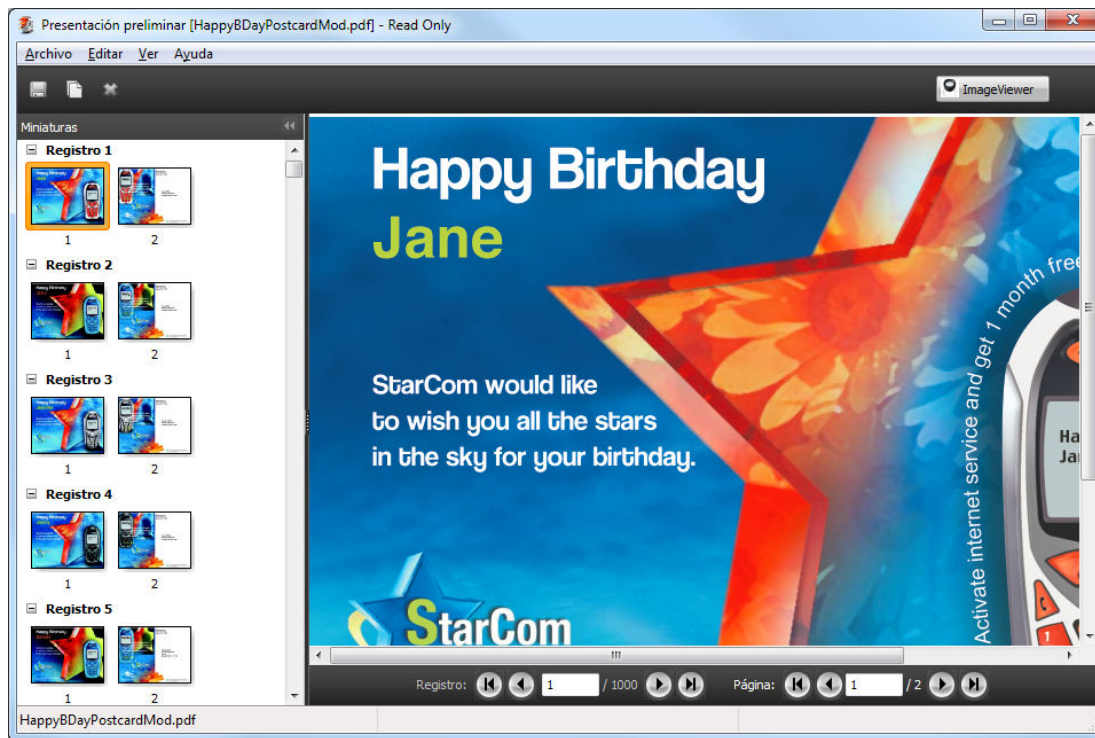 Presentación preliminar [HappyBDayPostcardMod.pdf] - Read Only
Archivo Editar Ver Ayuda
ImageViewer
Miniaturas
Registro 1
1 2
Registro 2
1 2
Registro 3
1 2
Registro 4
1 2
Registro 5
1 2
Happy Birthday
Jane
StarCom would like
to wish you all the stars
in the sky for your birthday.
StarCom
Activate internet service and get 1 month free
Ha
Jan
1
Registro: 1 / 1000 Página: 1 / 2
HappyBDayPostcardMod.pdf